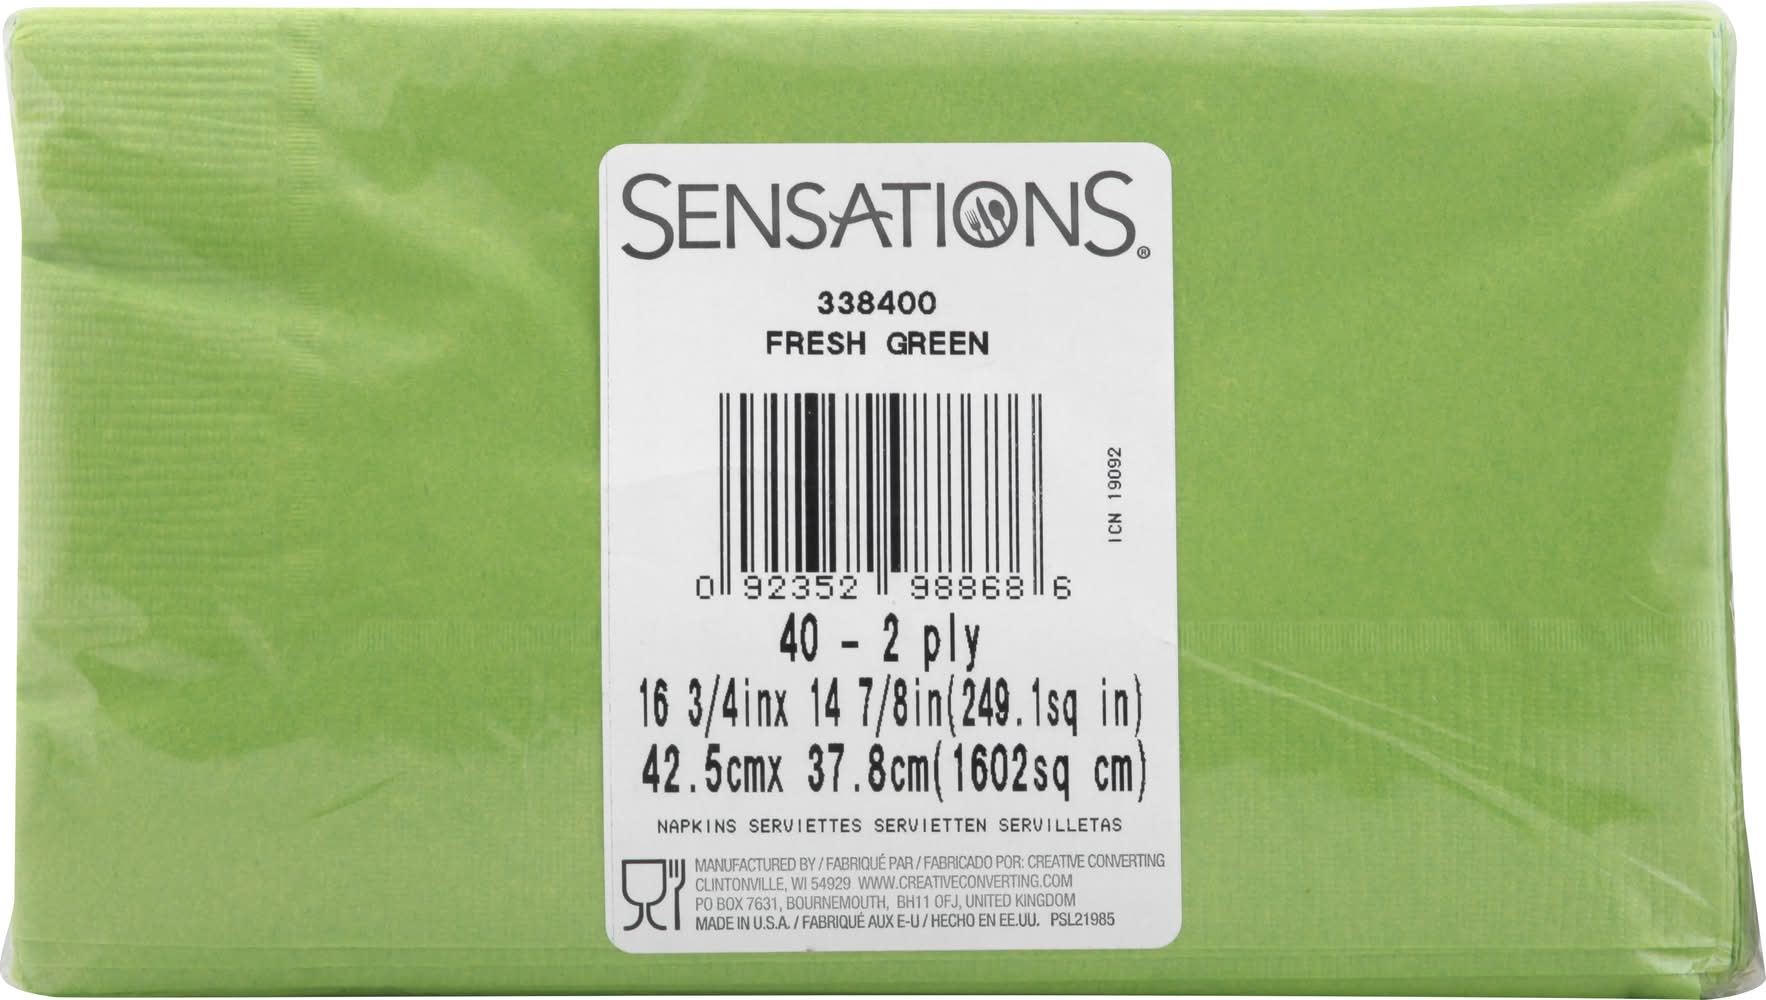 SENSATIONS®
338400
FRESH GREEN
ICN 19092
0 92352 98868 6
40 - 2 ply
16 3/4inx 14 7/8in(249.1sq in)
42.5cmx 37.8cm(1602sq cm)
NAPKINS SERVIETTES SERVIETTEN SERVILLETAS
MANUFACTURED BY / FABRIQUÉ PAR / FABRICADO POR: CREATIVE CONVERTING
CLINTONVILLE, WI 54929 WWW.CREATIVECONVERTING.COM
PO BOX 7631, BOURNEMOUTH, BH11 OFJ, UNITED KINGDOM
MADE IN U.S.A. / FABRIQUÉ AUX E-U / HECHO EN EE.UU. PSL21985